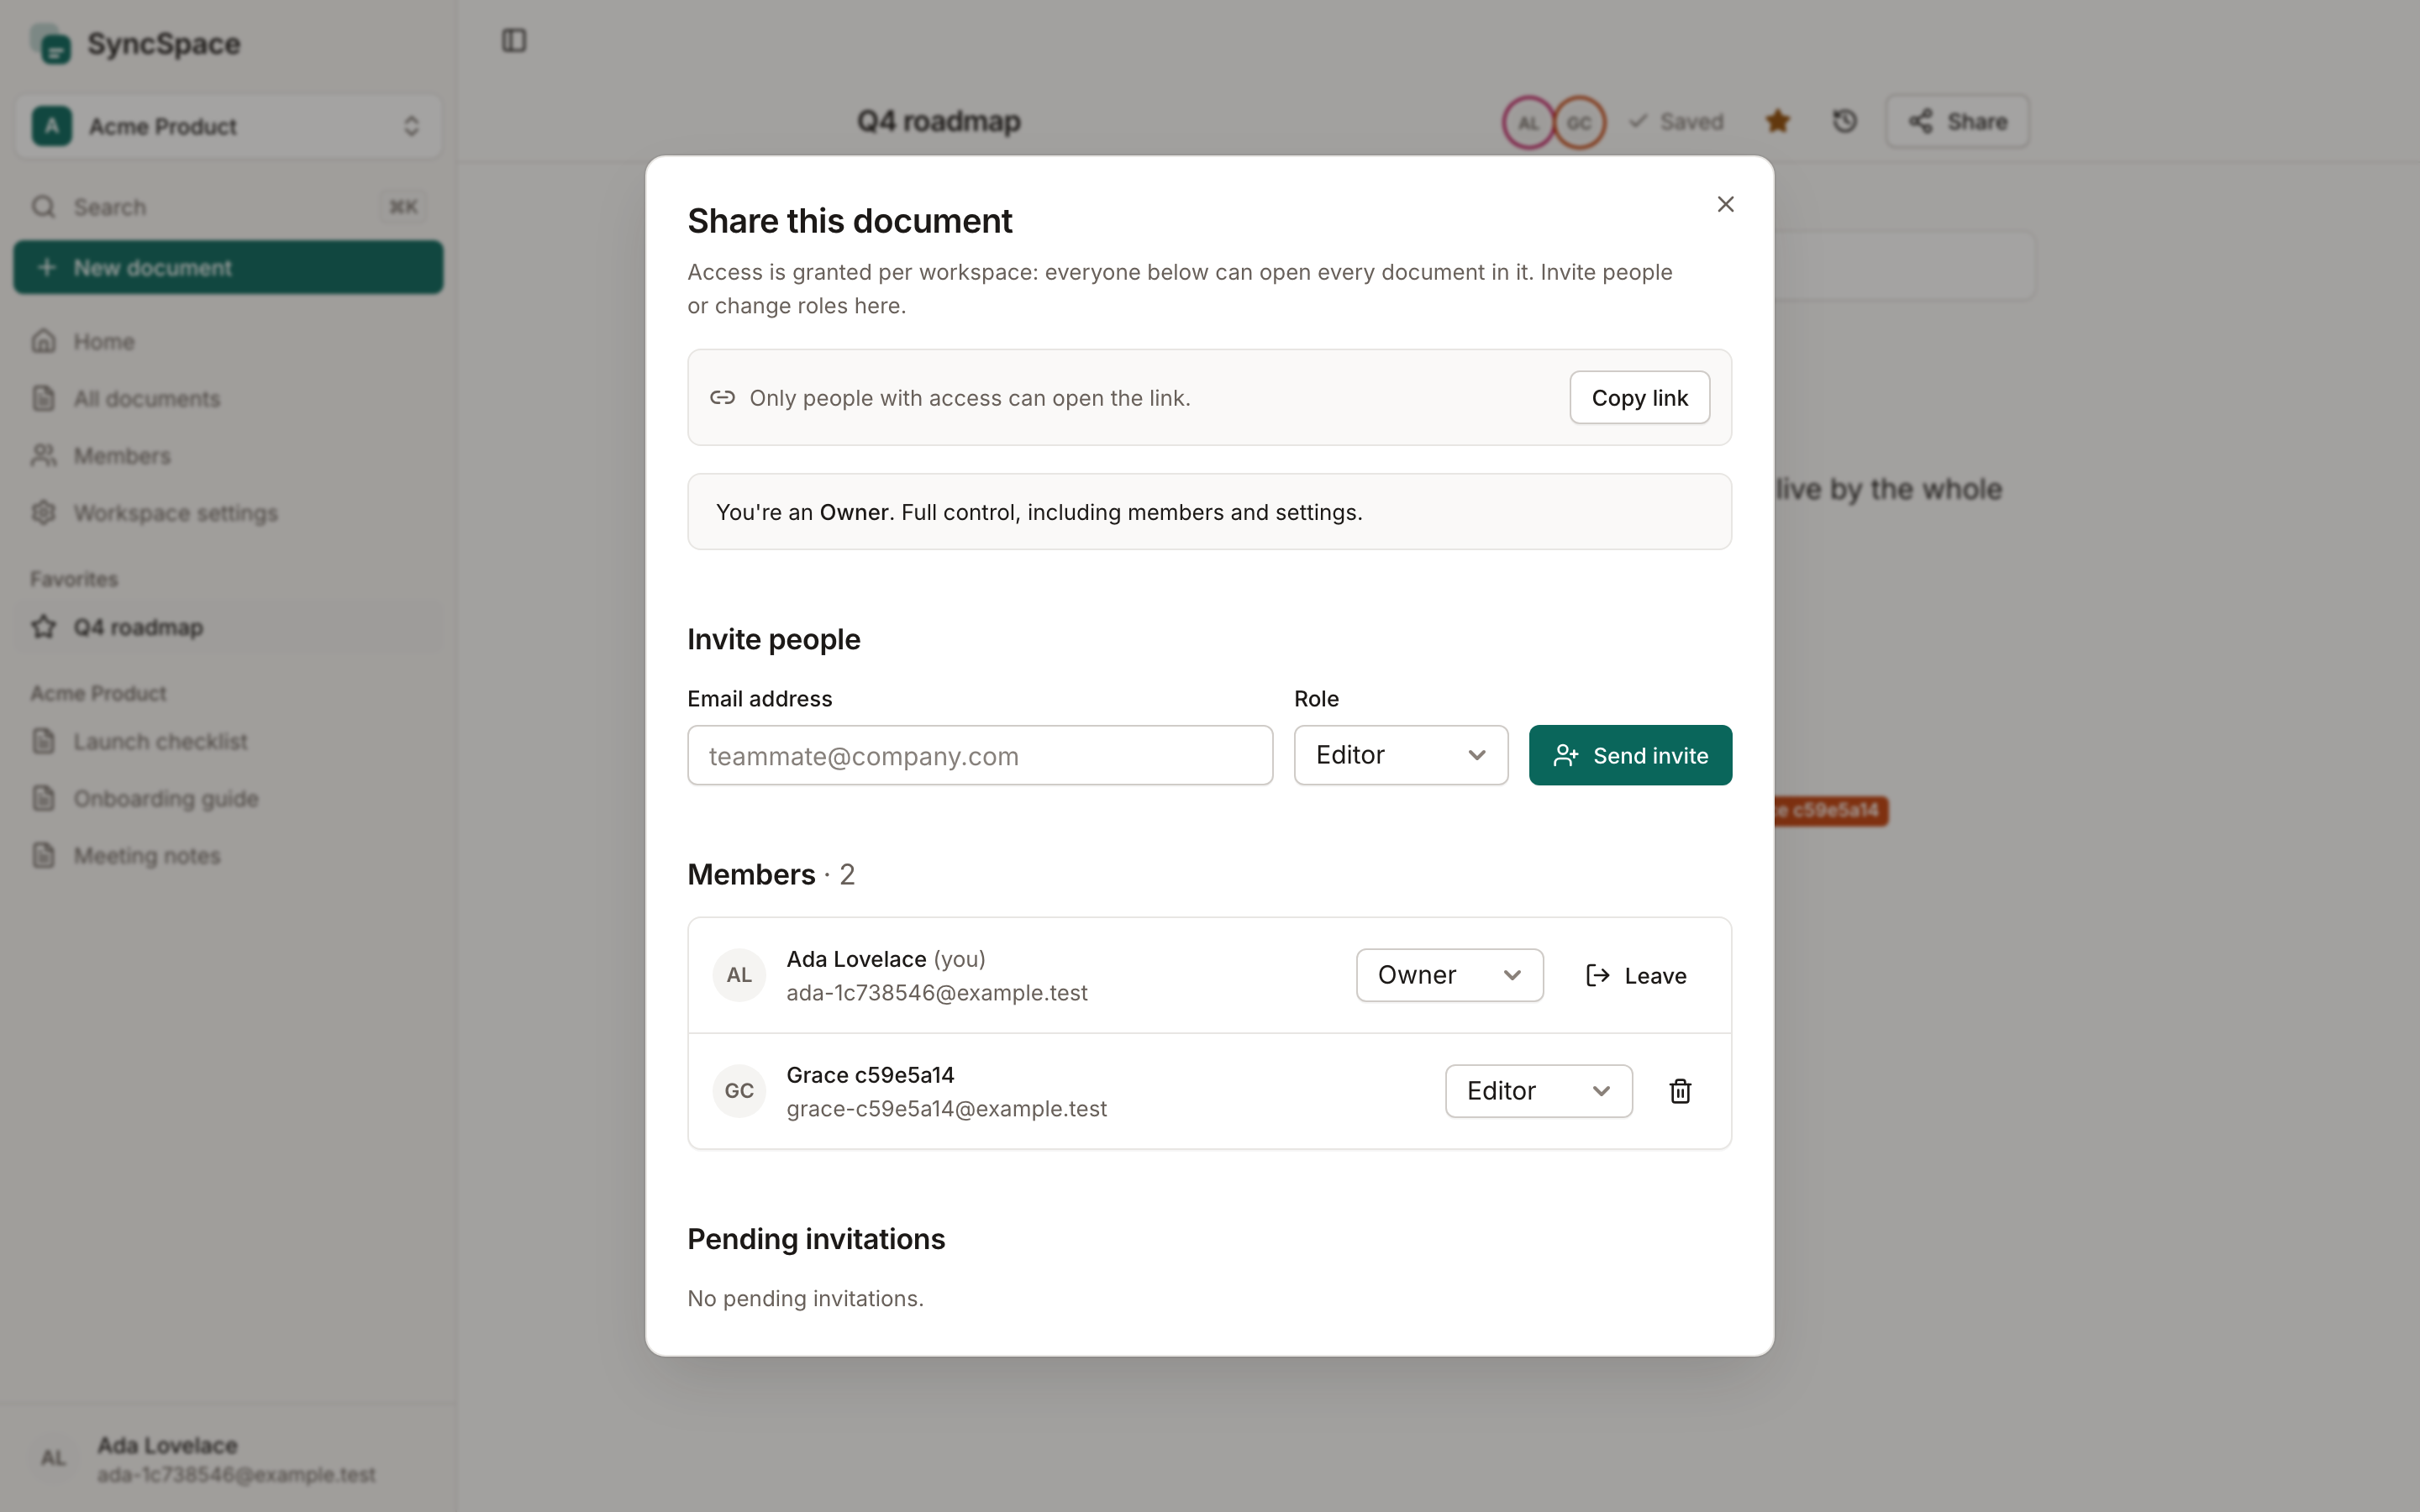 SyncSpace
A Acme Product
Search ⌘K
New document
Home
All documents
Members
Workspace settings
Favorites
Q4 roadmap
Acme Product
Launch checklist
Onboarding guide
Meeting notes
AL Ada Lovelace
ada-1c738546@example.test
Q4 roadmap
AL GC Saved Share
live by the whole
c59e5a14
Share this document
Access is granted per workspace: everyone below can open every document in it. Invite people
or change roles here.
Only people with access can open the link. Copy link
You're an Owner. Full control, including members and settings.
Invite people
Email address Role
teammate@company.com Editor Send invite
Members · 2
AL Ada Lovelace (you) Owner Leave
ada-1c738546@example.test
GC Grace c59e5a14 Editor
grace-c59e5a14@example.test
Pending invitations
No pending invitations.